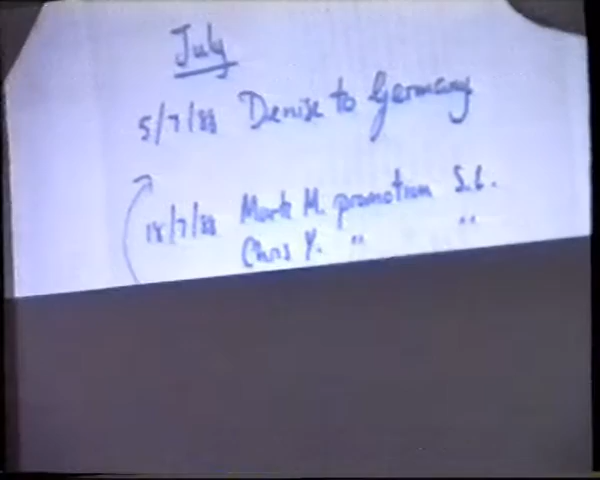 July
5/7/88 Denise to Germany
18/7/88 Mark M. promotion S.C.
Chris Y. " "